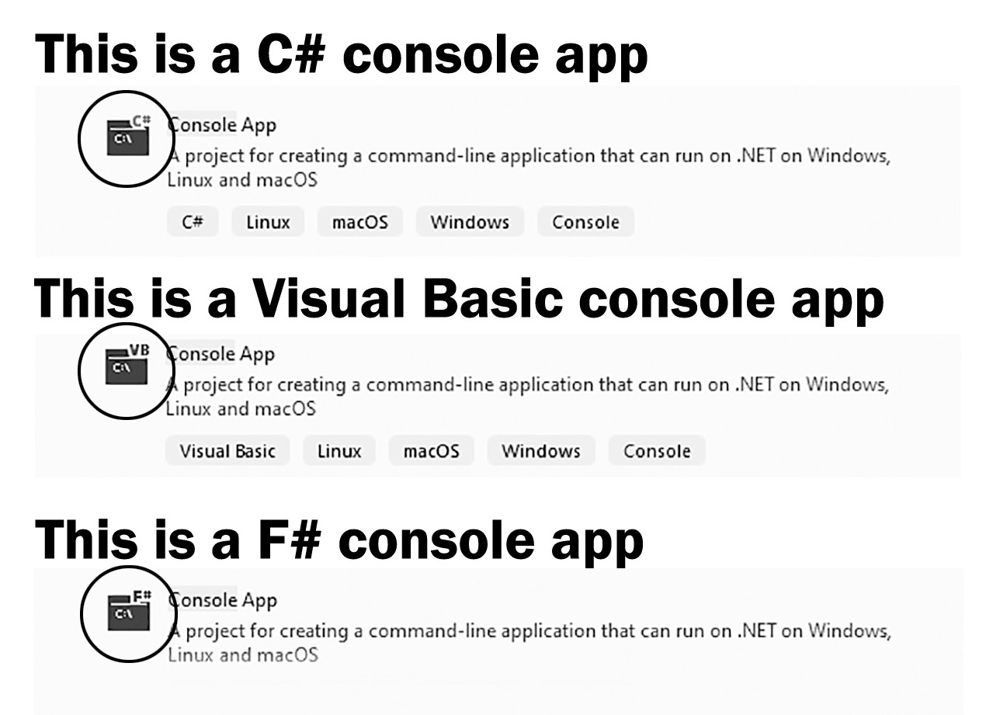 This is a C# console app
C#
C:\
Console App
A project for creating a command-line application that can run on .NET on Windows,
Linux and macOS
C# Linux macOS Windows Console
This is a Visual Basic console app
VB
C:\
Console App
A project for creating a command-line application that can run on .NET on Windows,
Linux and macOS
Visual Basic Linux macOS Windows Console
This is a F# console app
F#
C:\
Console App
A project for creating a command-line application that can run on .NET on Windows,
Linux and macOS